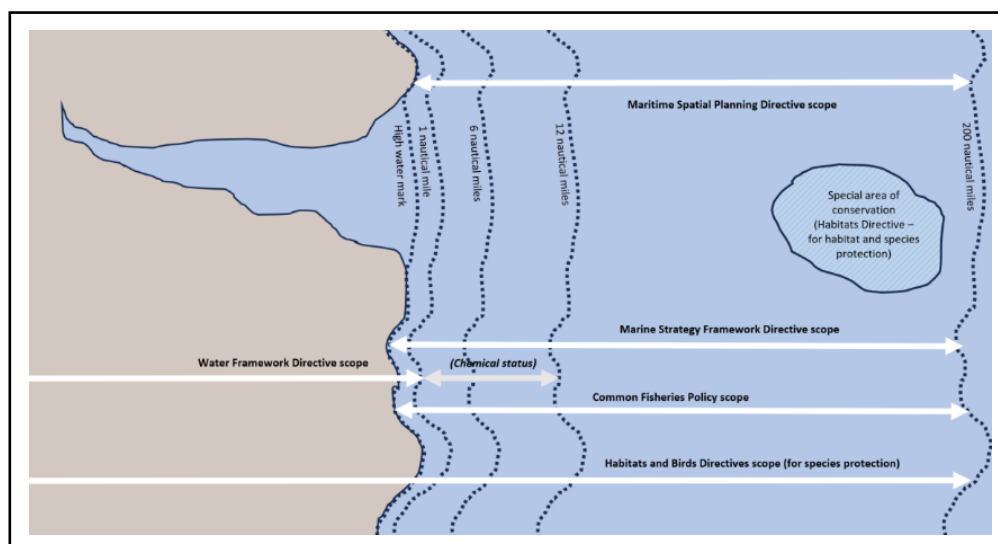 Maritime Spatial Planning Directive scope
High water mark
1 nautical mile
6 nautical miles
12 nautical miles
200 nautical miles
Special area of
conservation
(Habitats Directive –
for habitat and species
protection)
Marine Strategy Framework Directive scope
Water Framework Directive scope
(Chemical status)
Common Fisheries Policy scope
Habitats and Birds Directives scope (for species protection)